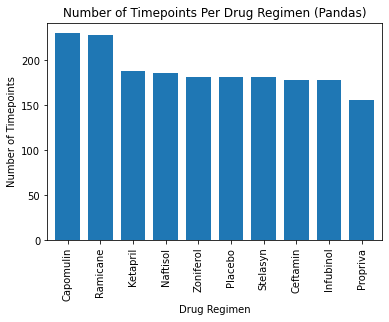 Number of Timepoints Per Drug Regimen (Pandas)
Number of Timepoints
200
150
100
50
0
Capomulin
Ramicane
Ketapril
Naftisol
Zoniferol
Placebo
Stelasyn
Ceftamin
Infubinol
Propriva
Drug Regimen